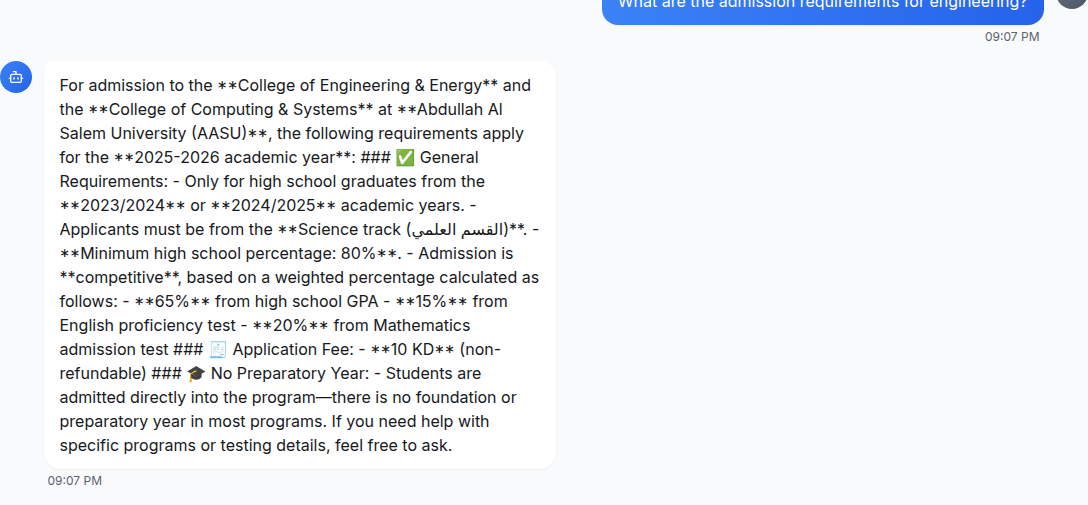 What are the admission requirements for engineering?
09:07 PM
For admission to the **College of Engineering & Energy** and
the **College of Computing & Systems** at **Abdullah Al
Salem University (AASU)**, the following requirements apply
for the **2025-2026 academic year**: ### ✅ General
Requirements: - Only for high school graduates from the
**2023/2024** or **2024/2025** academic years. -
Applicants must be from the **Science track (القسم العلمي)**. -
**Minimum high school percentage: 80%**. - Admission is
**competitive**, based on a weighted percentage calculated as
follows: - **65%** from high school GPA - **15%** from
English proficiency test - **20%** from Mathematics
admission test ### 🧾 Application Fee: - **10 KD** (non-
refundable) ### 🎓 No Preparatory Year: - Students are
admitted directly into the program—there is no foundation or
preparatory year in most programs. If you need help with
specific programs or testing details, feel free to ask.
09:07 PM